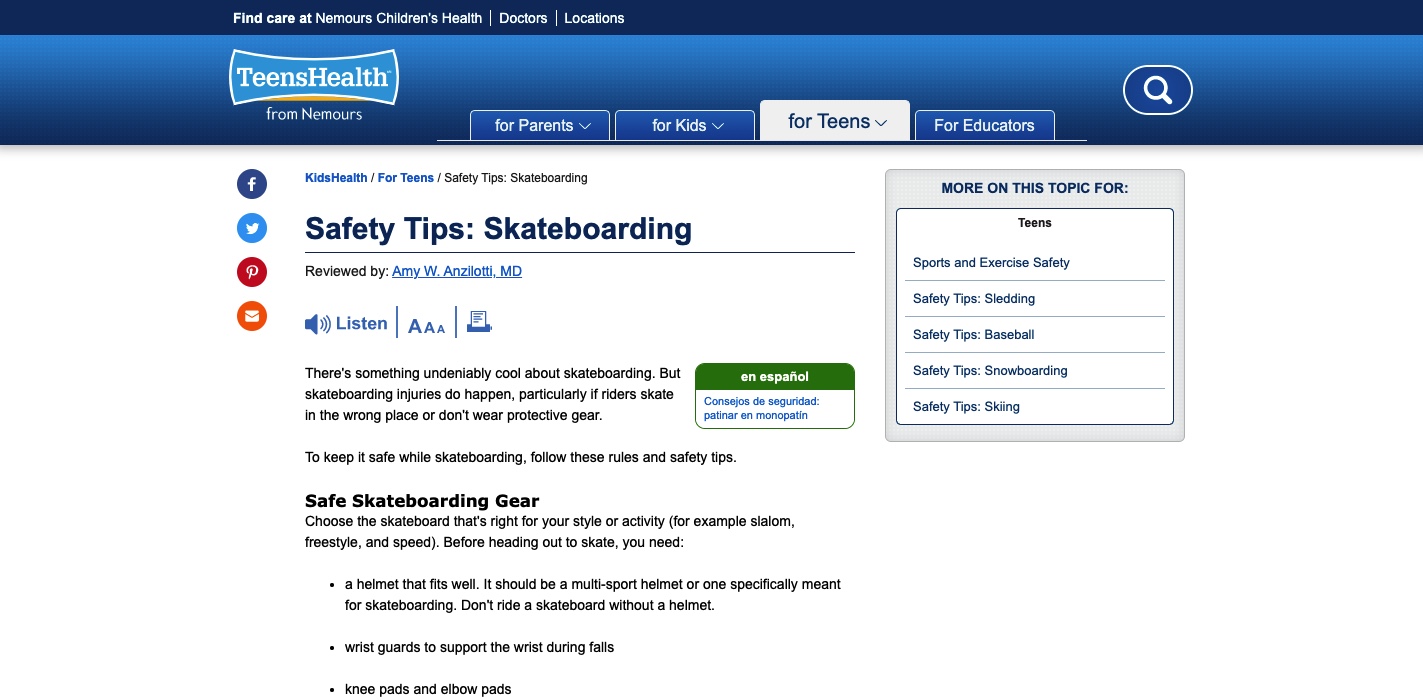 Find care at Nemours Children's Health | Doctors | Locations
TeensHealth™
from Nemours
for Parents
for Kids
for Teens
For Educators
KidsHealth / For Teens / Safety Tips: Skateboarding
Safety Tips: Skateboarding
Reviewed by: Amy W. Anzilotti, MD
Listen
A A A
There's something undeniably cool about skateboarding. But
skateboarding injuries do happen, particularly if riders skate
in the wrong place or don't wear protective gear.
en español
Consejos de seguridad:
patinar en monopatín
To keep it safe while skateboarding, follow these rules and safety tips.
Safe Skateboarding Gear
Choose the skateboard that's right for your style or activity (for example slalom,
freestyle, and speed). Before heading out to skate, you need:
• a helmet that fits well. It should be a multi-sport helmet or one specifically meant
for skateboarding. Don't ride a skateboard without a helmet.
• wrist guards to support the wrist during falls
• knee pads and elbow pads
MORE ON THIS TOPIC FOR:
Teens
Sports and Exercise Safety
Safety Tips: Sledding
Safety Tips: Baseball
Safety Tips: Snowboarding
Safety Tips: Skiing